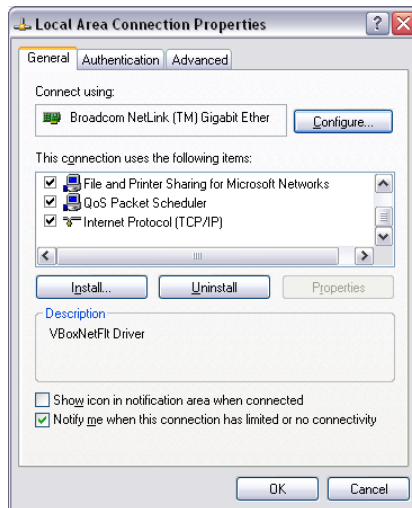 Local Area Connection Properties
General Authentication Advanced
Connect using:
Broadcom NetLink (TM) Gigabit Ether Configure...
This connection uses the following items:
File and Printer Sharing for Microsoft Networks
QoS Packet Scheduler
Internet Protocol (TCP/IP)
Install... Uninstall Properties
Description
VBoxNetFlt Driver
Show icon in notification area when connected
Notify me when this connection has limited or no connectivity
OK Cancel